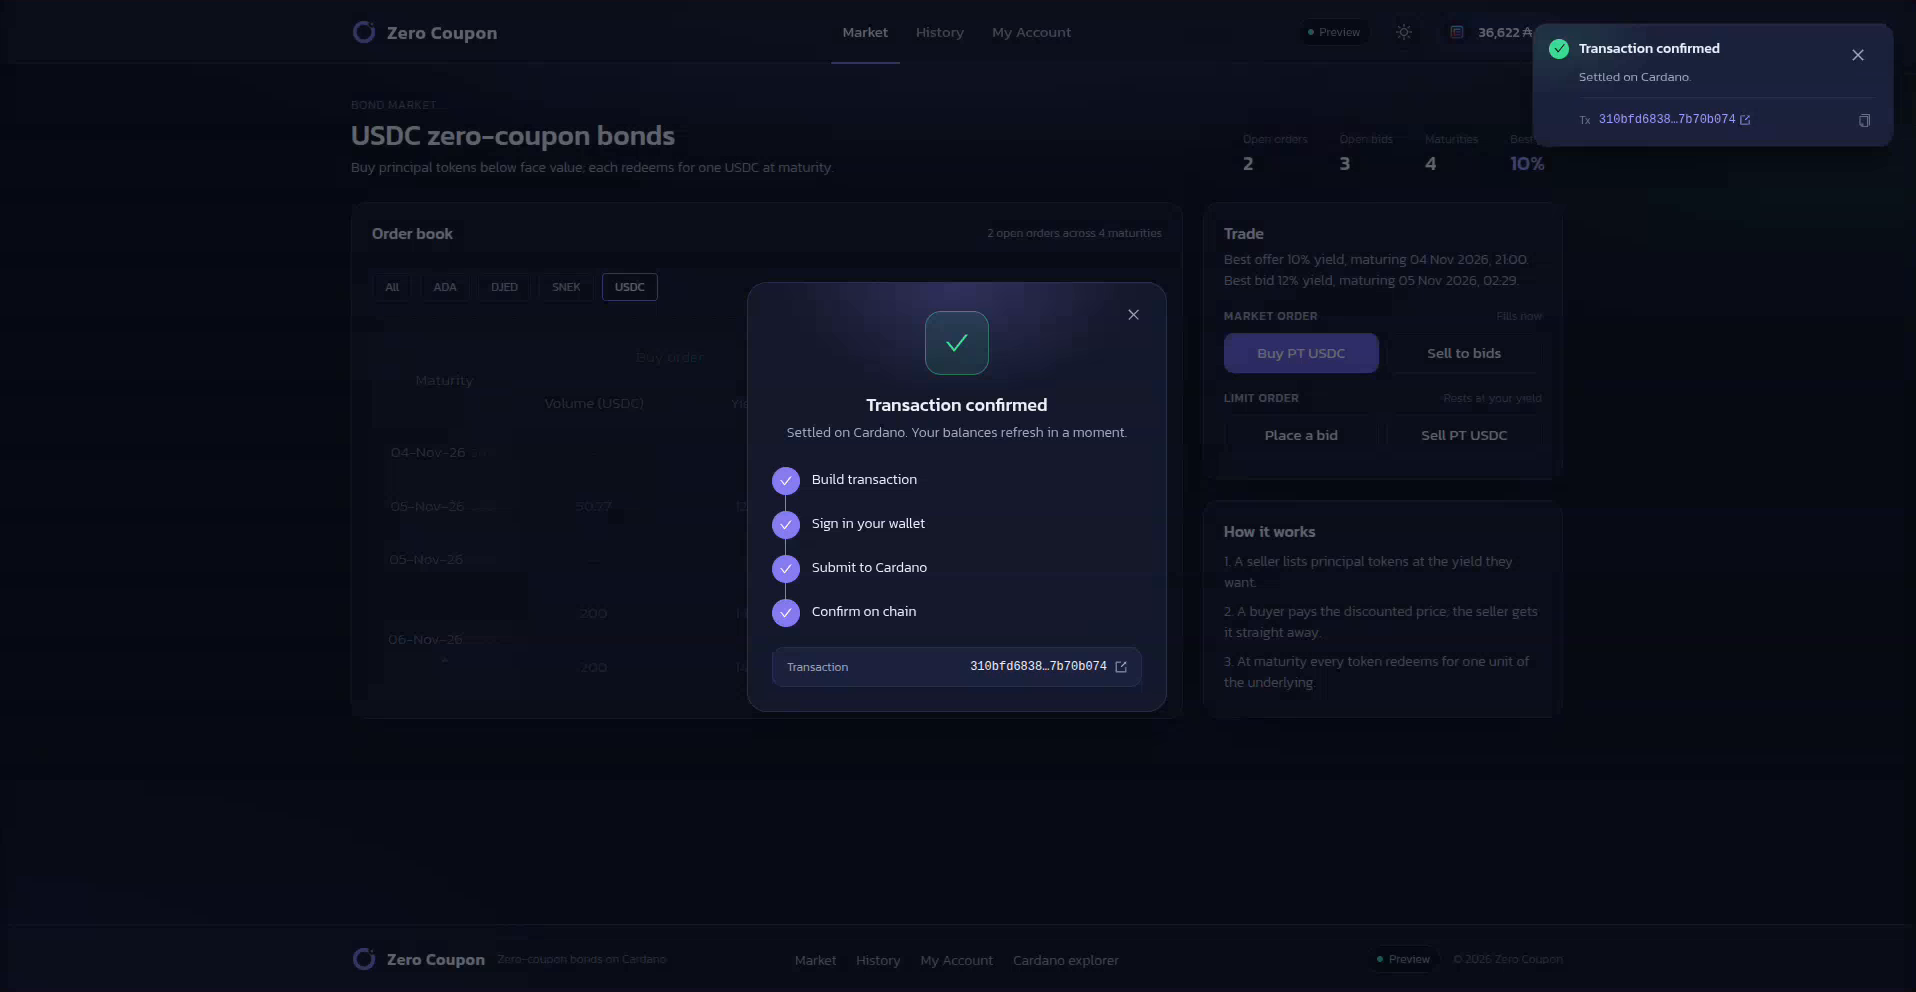 Zero Coupon
Market
History
My Account
Preview
36,622 ₳
Transaction confirmed
Settled on Cardano.
Tx 310bfd6838…7b70b074
BOND MARKET
USDC zero-coupon bonds
Buy principal tokens below face value, each redeems for one USDC at maturity.
Open orders
2
Open bids
3
Maturities
4
Best
10%
Order book
2 open orders across 4 maturities
All
ADA
DJED
SNEK
USDC
Buy order
Maturity
Volume (USDC)
04-Nov-26
05-Nov-26
05-Nov-26
200
06-Nov-26
200
Transaction confirmed
Settled on Cardano. Your balances refresh in a moment.
Build transaction
Sign in your wallet
Submit to Cardano
Confirm on chain
Transaction 310bfd6838…7b70b074
Trade
Best offer 10% yield, maturing 04 Nov 2026, 21:00.
Best bid 12% yield, maturing 05 Nov 2026, 02:29.
MARKET ORDER
Fills now
Buy PT USDC
Sell to bids
LIMIT ORDER
Rests at your yield
Place a bid
Sell PT USDC
How it works
1. A seller lists principal tokens at the yield they
want.
2. A buyer pays the discounted price, the seller gets
it straight away.
3. At maturity every token redeems for one unit of
the underlying.
Zero Coupon
Zero-coupon bonds on Cardano
Market
History
My Account
Cardano explorer
Preview
© 2026 Zero Coupon